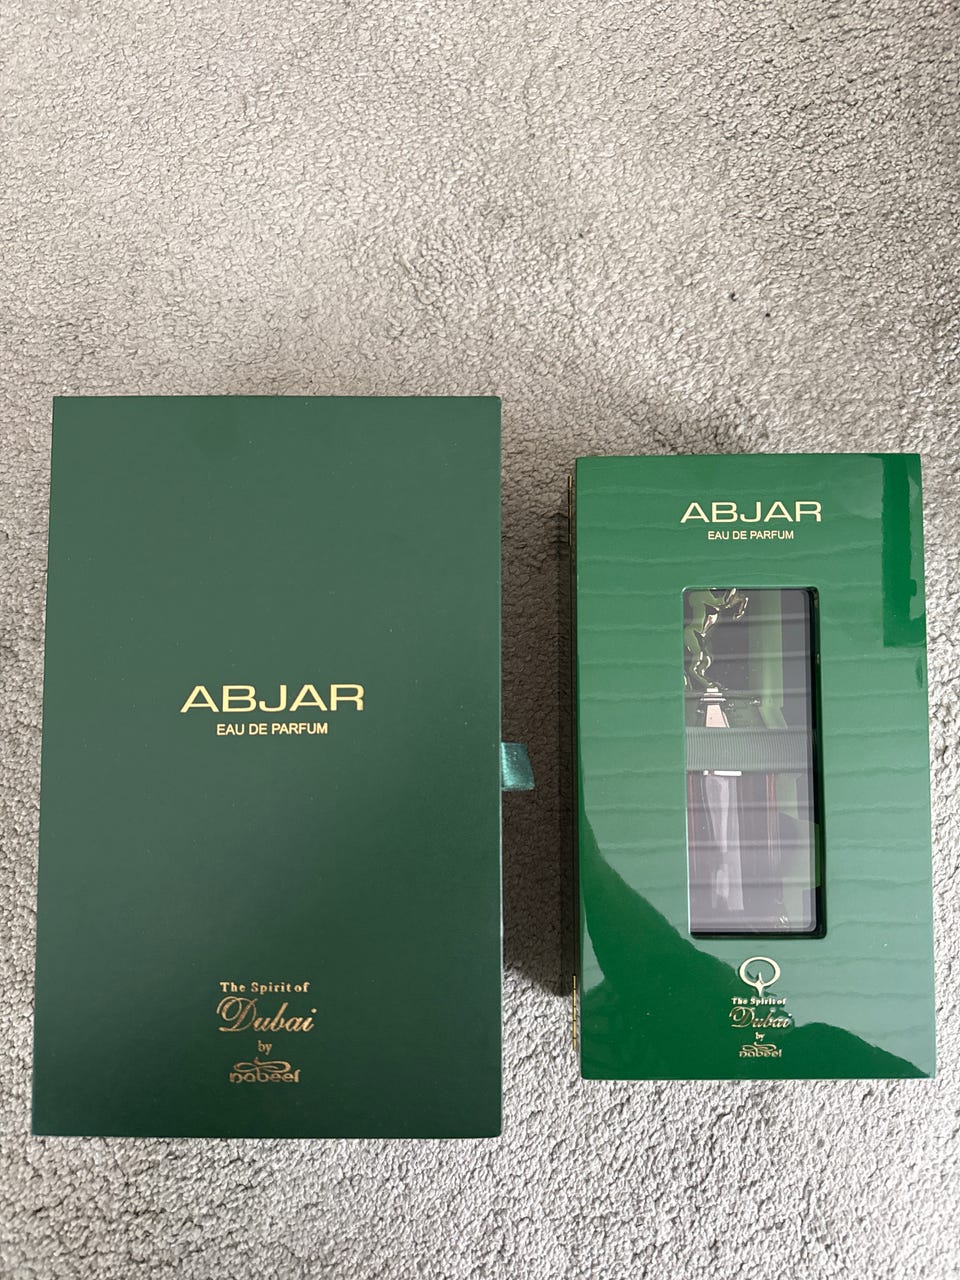 ABJAR
EAU DE PARFUM
The Spirit of
Dubai
by
nabeel
ABJAR
EAU DE PARFUM
The Spirit of
Dubai
by
nabeel